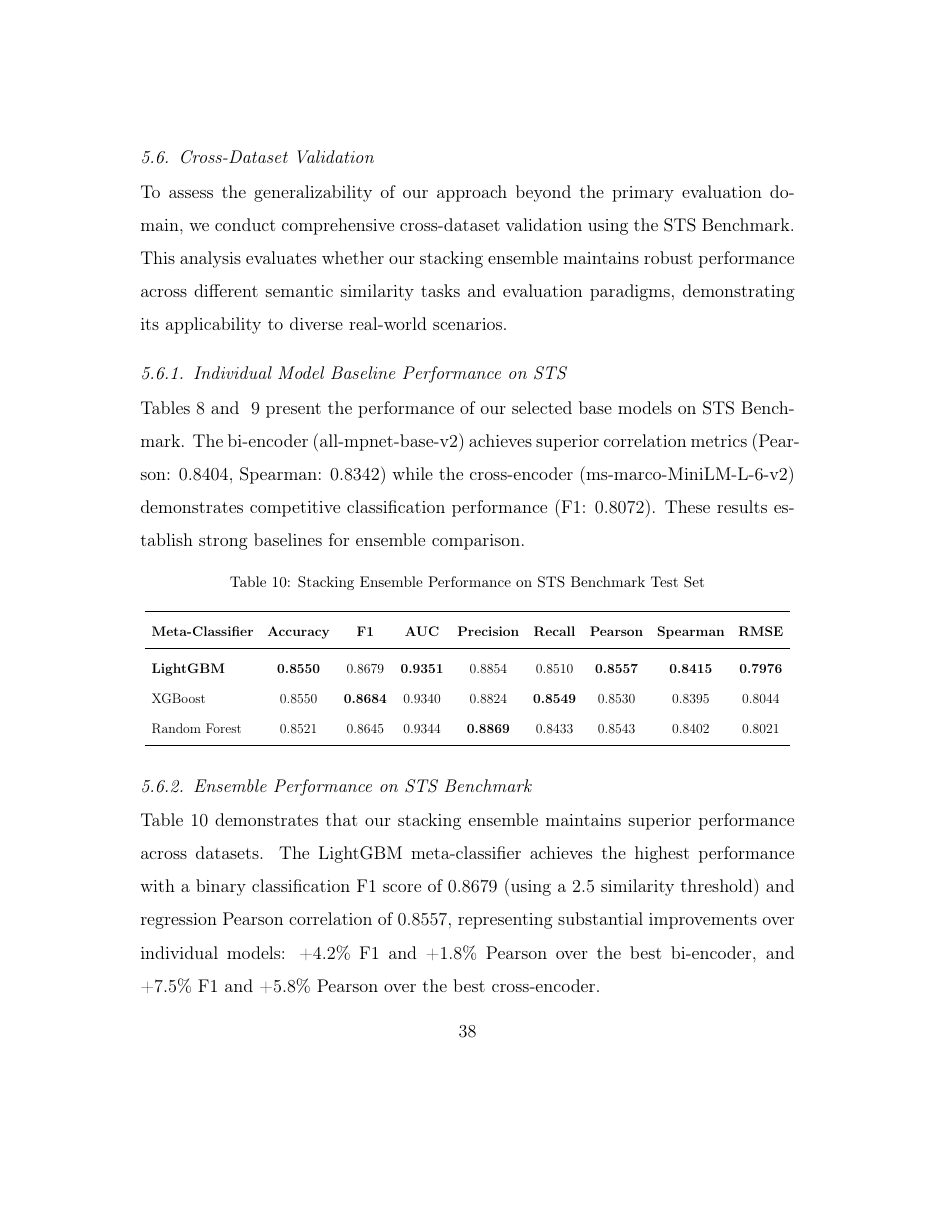 5.6. Cross-Dataset Validation
To assess the generalizability of our approach beyond the primary evaluation do-
main, we conduct comprehensive cross-dataset validation using the STS Benchmark.
This analysis evaluates whether our stacking ensemble maintains robust performance
across different semantic similarity tasks and evaluation paradigms, demonstrating
its applicability to diverse real-world scenarios.
5.6.1. Individual Model Baseline Performance on STS
Tables 8 and 9 present the performance of our selected base models on STS Bench-
mark. The bi-encoder (all-mpnet-base-v2) achieves superior correlation metrics (Pear-
son: 0.8404, Spearman: 0.8342) while the cross-encoder (ms-marco-MiniLM-L-6-v2)
demonstrates competitive classification performance (F1: 0.8072). These results es-
tablish strong baselines for ensemble comparison.
Table 10: Stacking Ensemble Performance on STS Benchmark Test Set
Meta-Classifier Accuracy F1 AUC Precision Recall Pearson Spearman RMSE
LightGBM 0.8550 0.8679 0.9351 0.8854 0.8510 0.8557 0.8415 0.7976
XGBoost 0.8550 0.8684 0.9340 0.8824 0.8549 0.8530 0.8395 0.8044
Random Forest 0.8521 0.8645 0.9344 0.8869 0.8433 0.8543 0.8402 0.8021
5.6.2. Ensemble Performance on STS Benchmark
Table 10 demonstrates that our stacking ensemble maintains superior performance
across datasets. The LightGBM meta-classifier achieves the highest performance
with a binary classification F1 score of 0.8679 (using a 2.5 similarity threshold) and
regression Pearson correlation of 0.8557, representing substantial improvements over
individual models: +4.2% F1 and +1.8% Pearson over the best bi-encoder, and
+7.5% F1 and +5.8% Pearson over the best cross-encoder.
38